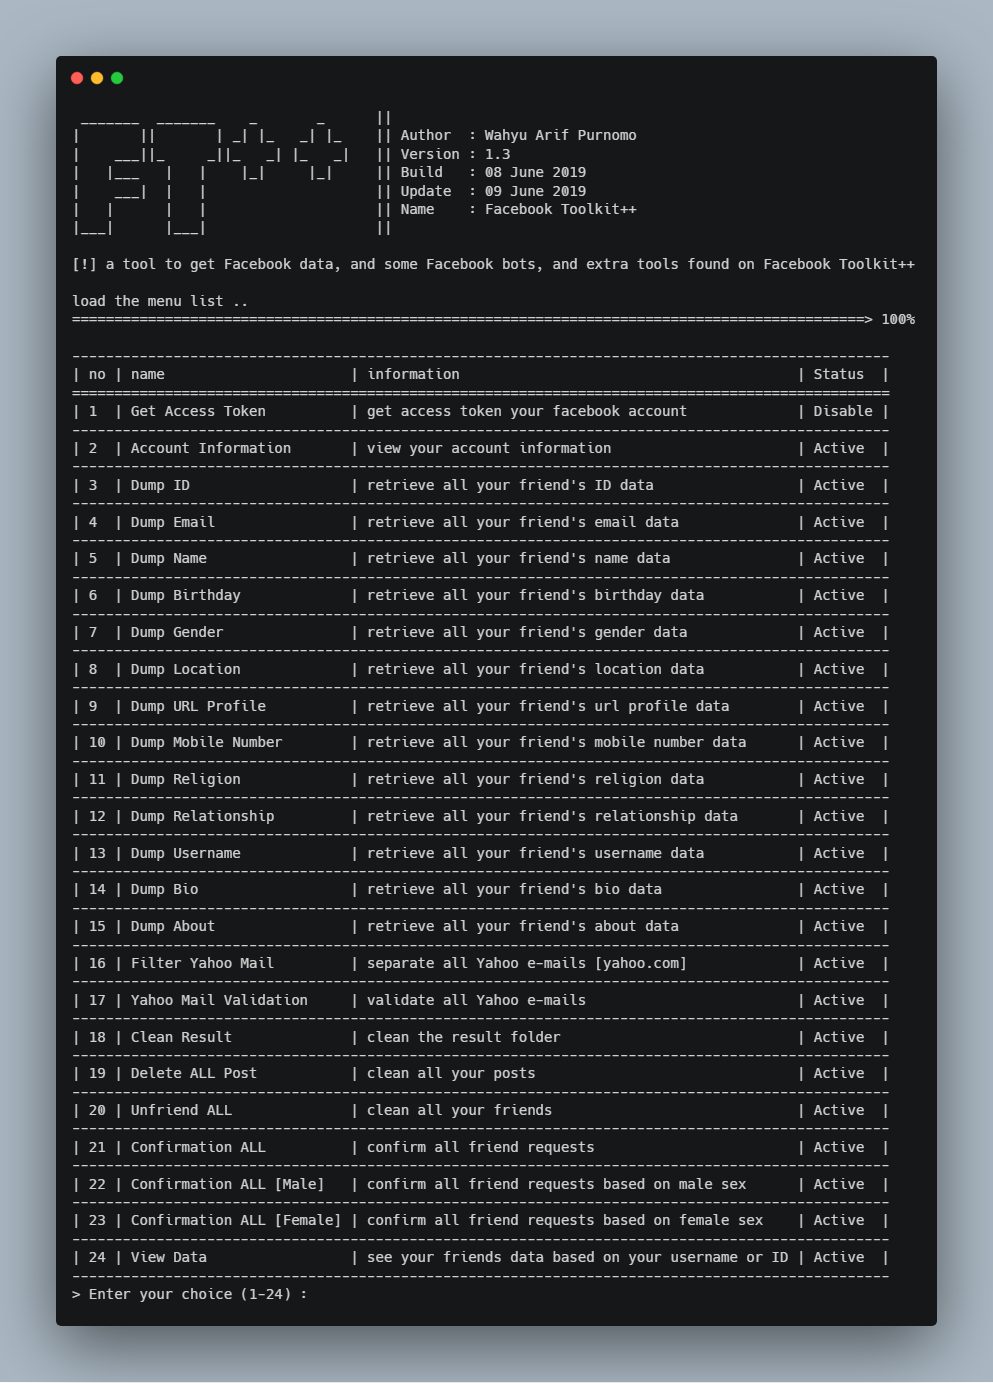 _______  _______    _       _      ||
|       ||       | _| |_   _| |_    || Author  : Wahyu Arif Purnomo
|    ___||_     _||_   _| |_   _|   || Version : 1.3
|   |___   |   |    |_|     |_|     || Build   : 08 June 2019
|    ___|  |   |                    || Update  : 09 June 2019
|   |      |   |                    || Name    : Facebook Toolkit++
|___|      |___|                    ||
[!] a tool to get Facebook data, and some Facebook bots, and extra tools found on Facebook Toolkit++
load the menu list ..
==============================================================================================> 100%
-------------------------------------------------------------------------------------------------
| no | name                      | information                                        | Status  |
=================================================================================================
| 1  | Get Access Token          | get access token your facebook account             | Disable |
-------------------------------------------------------------------------------------------------
| 2  | Account Information       | view your account information                      | Active  |
-------------------------------------------------------------------------------------------------
| 3  | Dump ID                   | retrieve all your friend's ID data                 | Active  |
-------------------------------------------------------------------------------------------------
| 4  | Dump Email                | retrieve all your friend's email data              | Active  |
-------------------------------------------------------------------------------------------------
| 5  | Dump Name                 | retrieve all your friend's name data               | Active  |
-------------------------------------------------------------------------------------------------
| 6  | Dump Birthday             | retrieve all your friend's birthday data           | Active  |
-------------------------------------------------------------------------------------------------
| 7  | Dump Gender               | retrieve all your friend's gender data             | Active  |
-------------------------------------------------------------------------------------------------
| 8  | Dump Location             | retrieve all your friend's location data           | Active  |
-------------------------------------------------------------------------------------------------
| 9  | Dump URL Profile          | retrieve all your friend's url profile data        | Active  |
-------------------------------------------------------------------------------------------------
| 10 | Dump Mobile Number        | retrieve all your friend's mobile number data      | Active  |
-------------------------------------------------------------------------------------------------
| 11 | Dump Religion             | retrieve all your friend's religion data           | Active  |
-------------------------------------------------------------------------------------------------
| 12 | Dump Relationship         | retrieve all your friend's relationship data       | Active  |
-------------------------------------------------------------------------------------------------
| 13 | Dump Username             | retrieve all your friend's username data           | Active  |
-------------------------------------------------------------------------------------------------
| 14 | Dump Bio                  | retrieve all your friend's bio data                | Active  |
-------------------------------------------------------------------------------------------------
| 15 | Dump About                | retrieve all your friend's about data              | Active  |
-------------------------------------------------------------------------------------------------
| 16 | Filter Yahoo Mail         | separate all Yahoo e-mails [yahoo.com]             | Active  |
-------------------------------------------------------------------------------------------------
| 17 | Yahoo Mail Validation     | validate all Yahoo e-mails                         | Active  |
-------------------------------------------------------------------------------------------------
| 18 | Clean Result              | clean the result folder                            | Active  |
-------------------------------------------------------------------------------------------------
| 19 | Delete ALL Post           | clean all your posts                               | Active  |
-------------------------------------------------------------------------------------------------
| 20 | Unfriend ALL              | clean all your friends                             | Active  |
-------------------------------------------------------------------------------------------------
| 21 | Confirmation ALL          | confirm all friend requests                        | Active  |
-------------------------------------------------------------------------------------------------
| 22 | Confirmation ALL [Male]   | confirm all friend requests based on male sex      | Active  |
-------------------------------------------------------------------------------------------------
| 23 | Confirmation ALL [Female] | confirm all friend requests based on female sex    | Active  |
-------------------------------------------------------------------------------------------------
| 24 | View Data                 | see your friends data based on your username or ID | Active  |
-------------------------------------------------------------------------------------------------
> Enter your choice (1-24) :